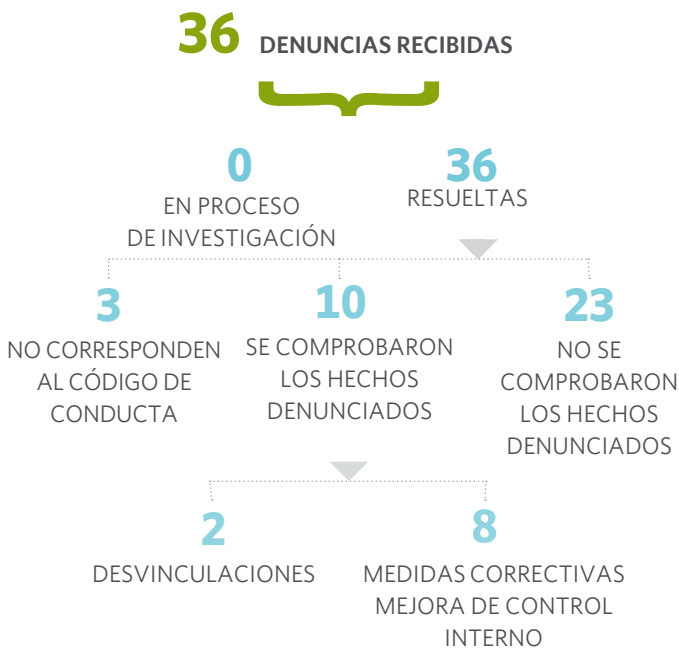 36 DENUNCIAS RECIBIDAS
0
EN PROCESO
DE INVESTIGACIÓN
36
RESUELTAS
3
NO CORRESPONDEN
AL CÓDIGO DE
CONDUCTA
10
SE COMPROBARON
LOS HECHOS
DENUNCIADOS
23
NO SE
COMPROBARON
LOS HECHOS
DENUNCIADOS
2
DESVINCULACIONES
8
MEDIDAS CORRECTIVAS
MEJORA DE CONTROL
INTERNO